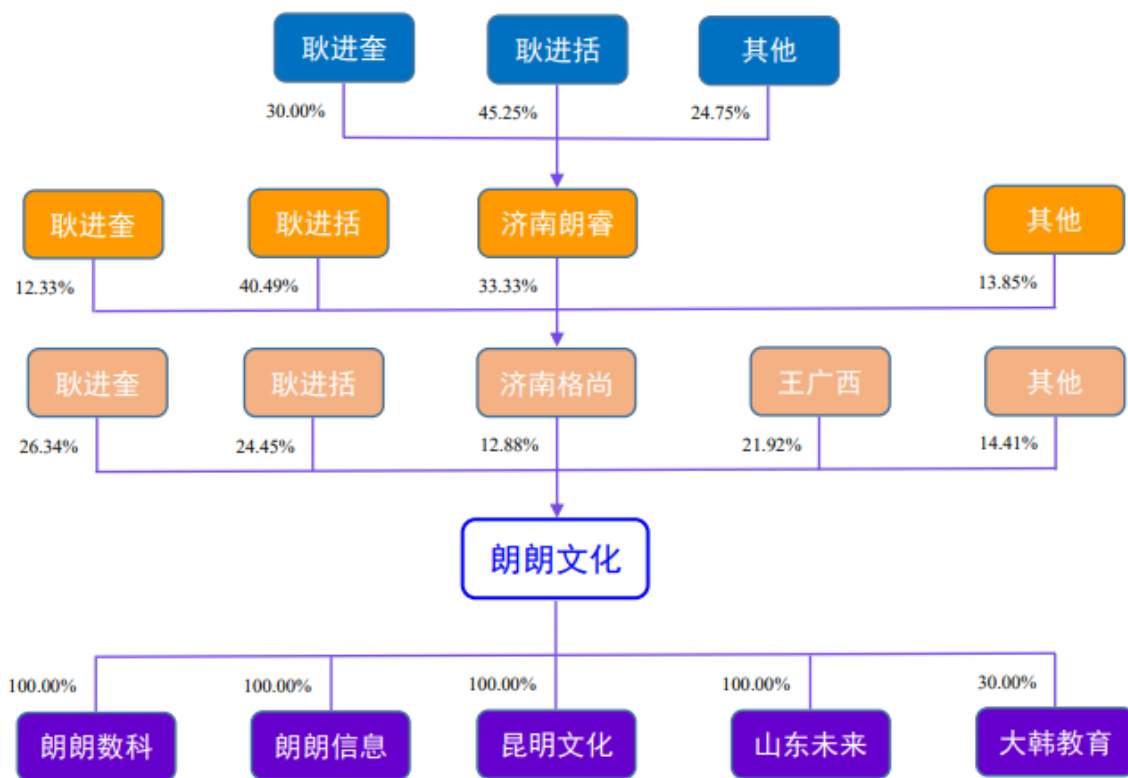 耿进奎 耿进括 其他
30.00% 45.25% 24.75%
耿进奎 耿进括 济南朗睿 其他
12.33% 40.49% 33.33% 13.85%
耿进奎 耿进括 济南格尚 王广西 其他
26.34% 24.45% 12.88% 21.92% 14.41%
朗朗文化
100.00% 100.00% 100.00% 100.00% 30.00%
朗朗数科 朗朗信息 昆明文化 山东未来 大韩教育